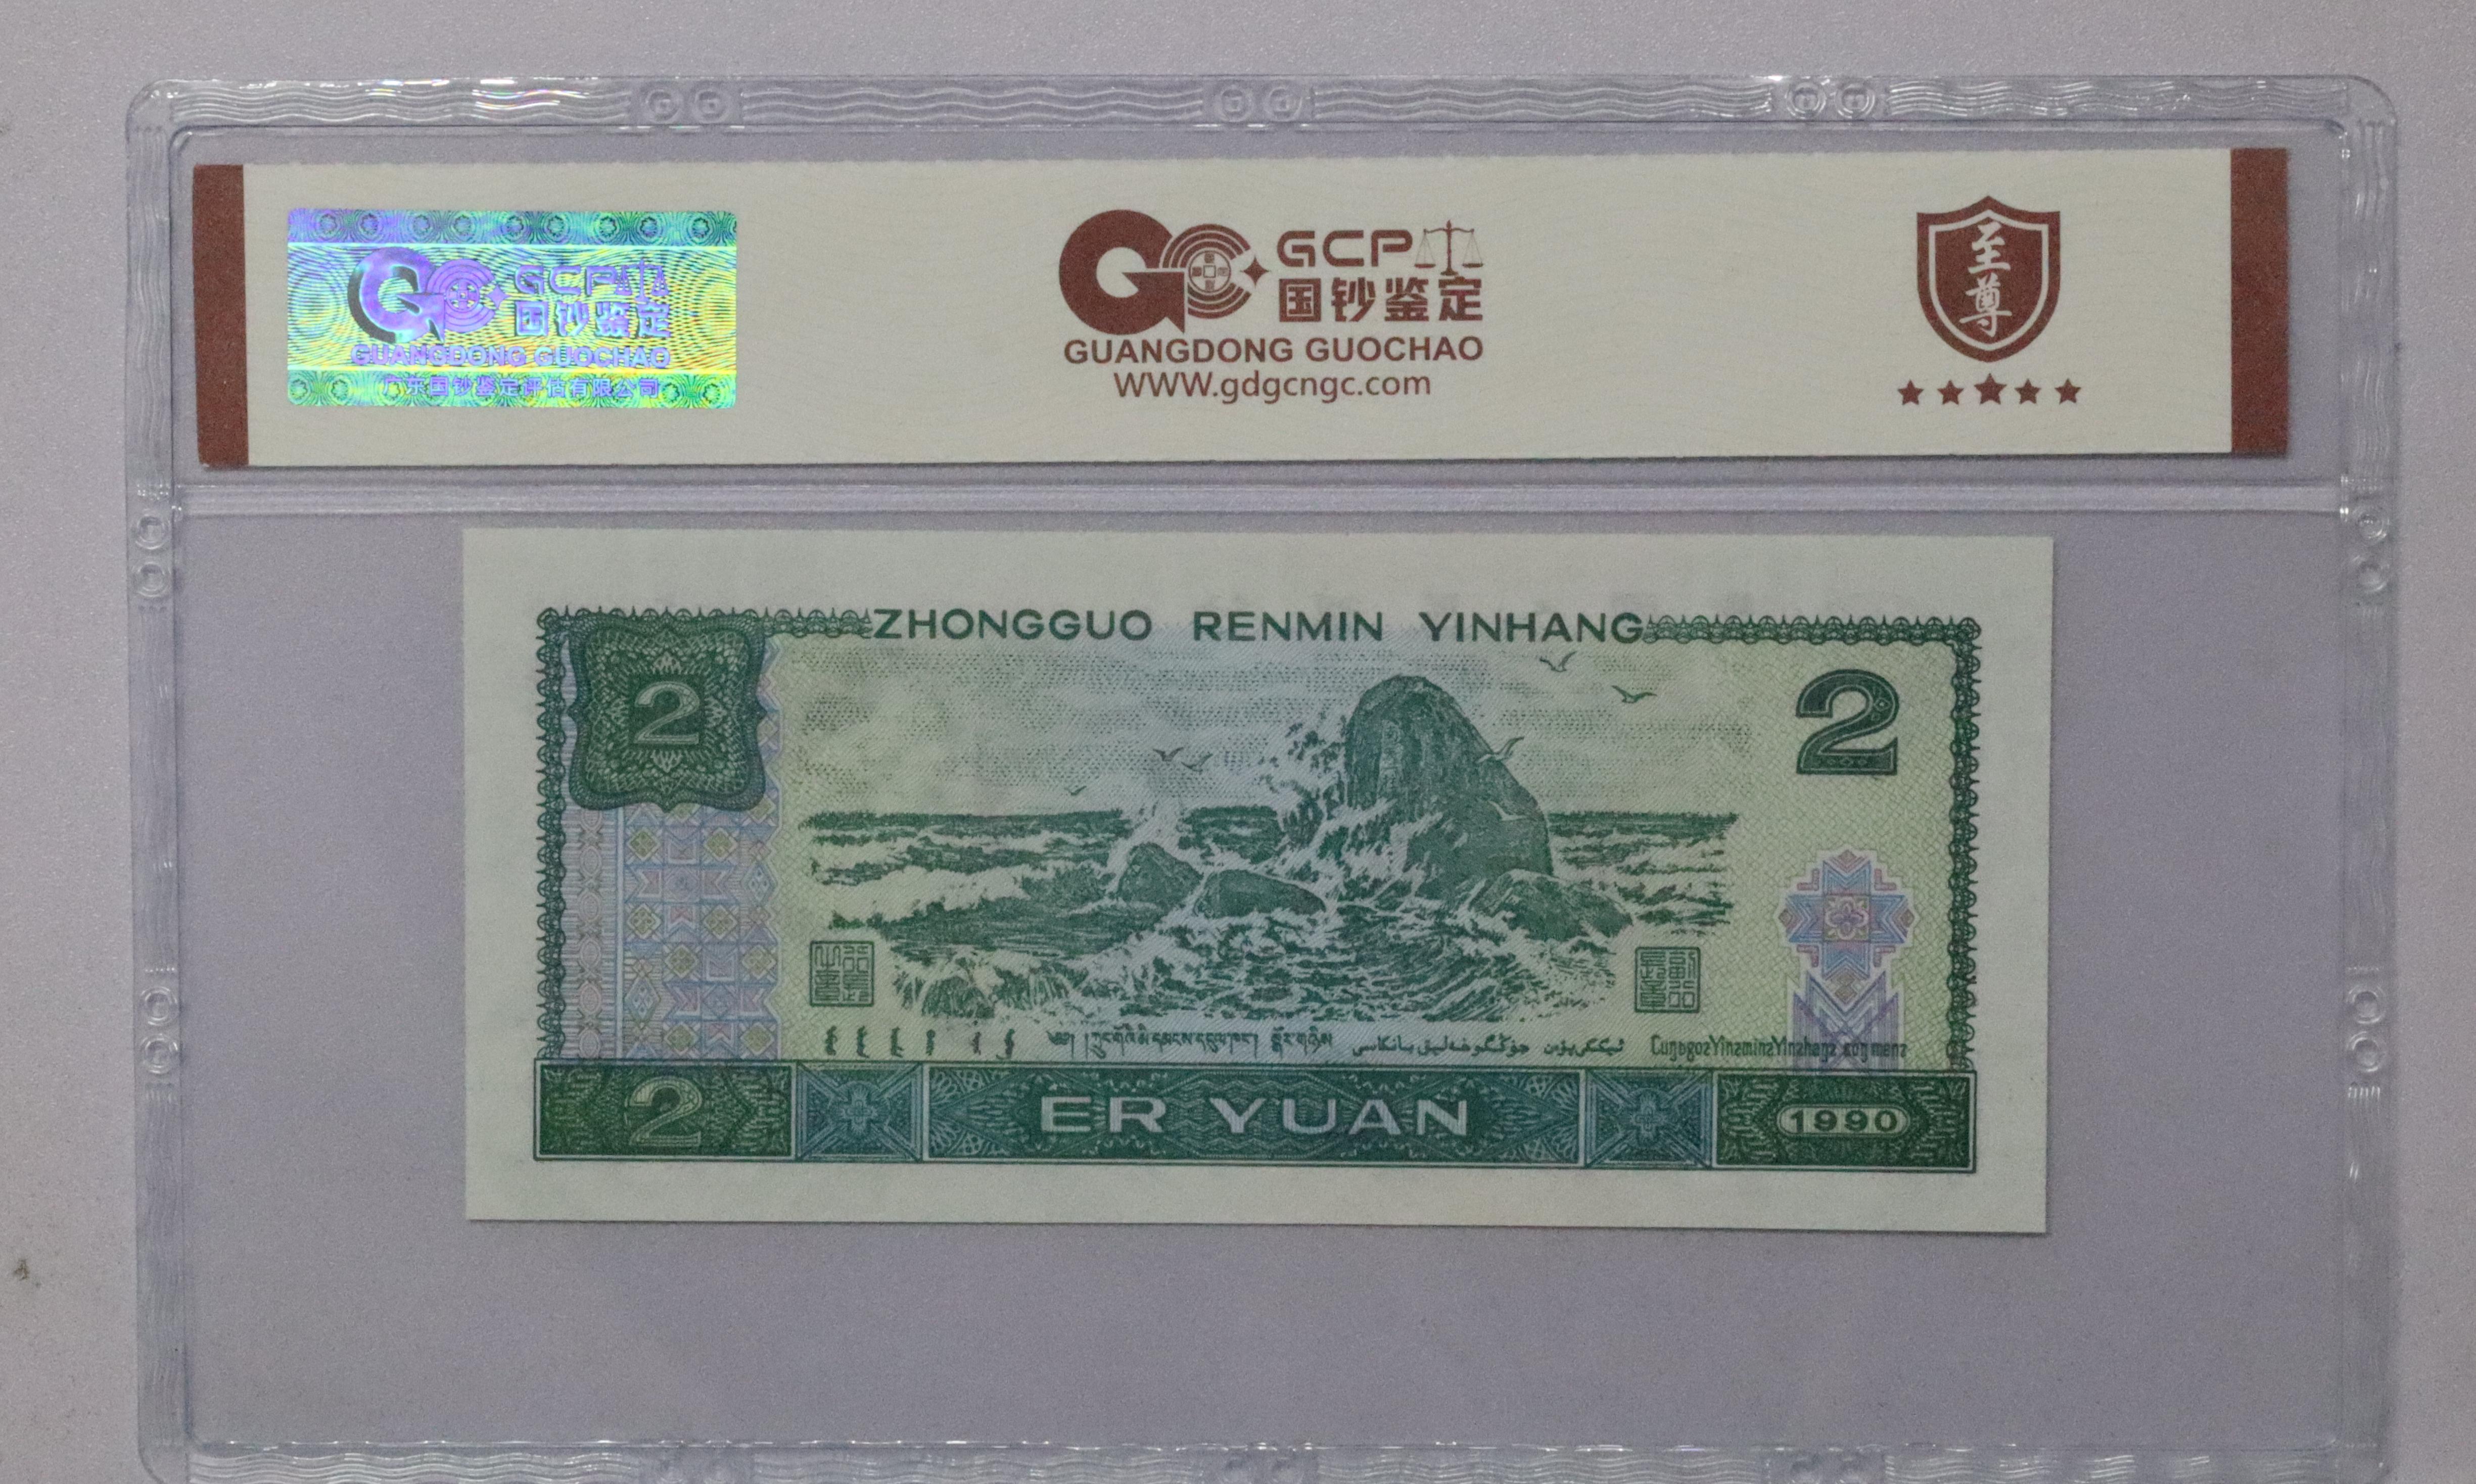 GCP
国钞鉴定
GUANGDONG GUOCHAO
广东国钞鉴定评估有限公司
GCP
国钞鉴定
GUANGDONG GUOCHAO
WWW.gdgcngc.com
至尊
ZHONGGUO RENMIN YINHANG
2
2
CuŋƨgoƽYinƨminƨYinƨhaŋƨ
2
ER YUAN
1990